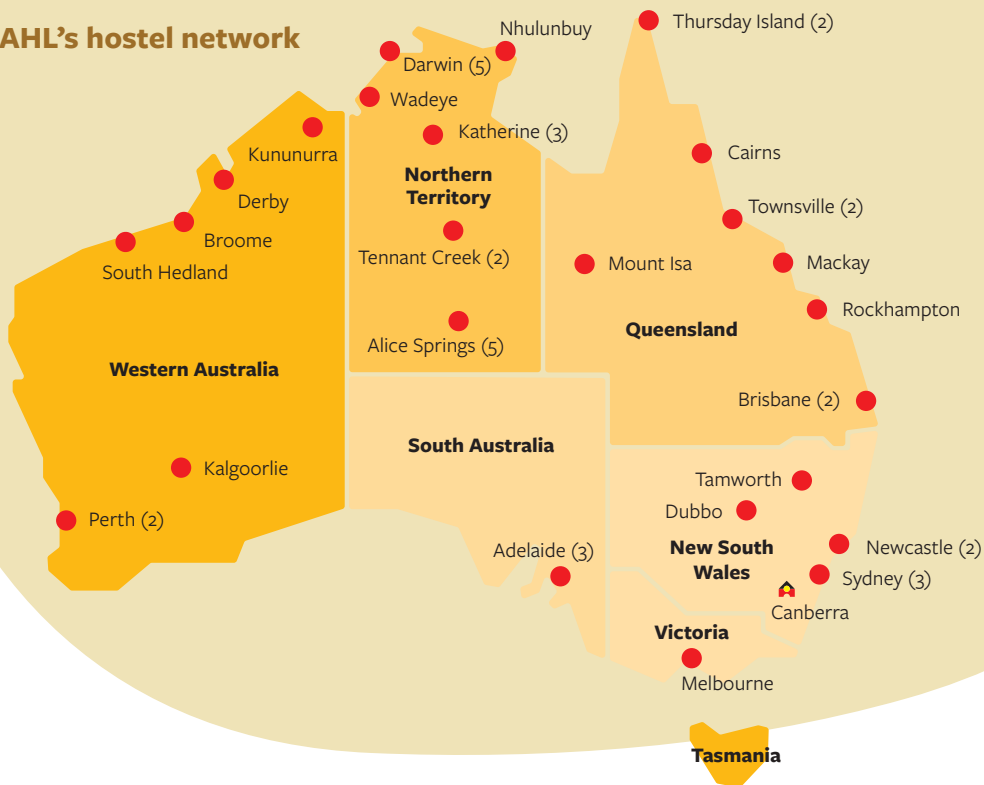 AHL’s hostel network
Thursday Island (2)
Nhulunbuy
Darwin (5)
Wadeye
Katherine (3)
Kununurra
Cairns
Northern
Territory
Derby
Townsville (2)
Broome
Tennant Creek (2)
Mount Isa
Mackay
South Hedland
Rockhampton
Queensland
Alice Springs (5)
Western Australia
Brisbane (2)
South Australia
Kalgoorlie
Tamworth
Dubbo
Perth (2)
Adelaide (3)
New South
Wales
Newcastle (2)
Sydney (3)
Canberra
Victoria
Melbourne
Tasmania